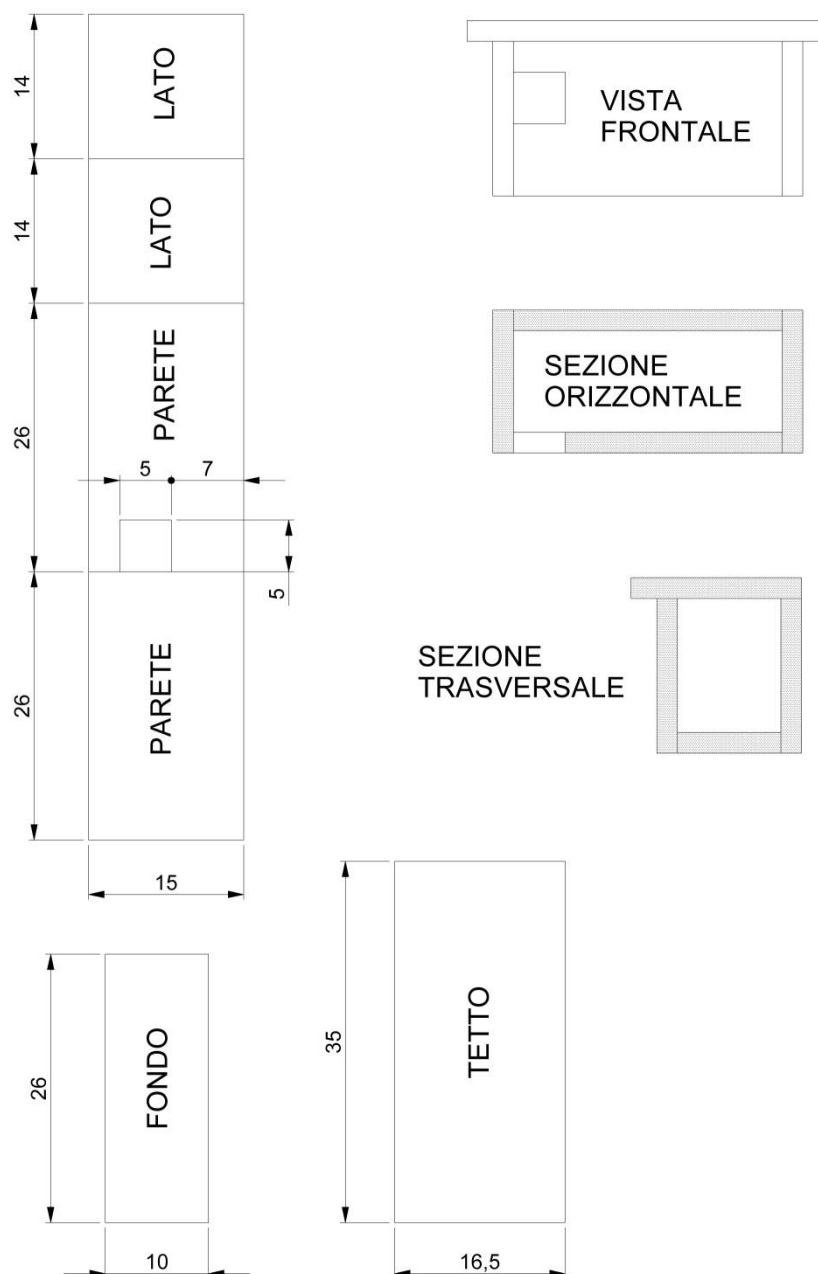 LATO
14
VISTA
FRONTALE
LATO
14
PARETE
26
5
7
5
SEZIONE
ORIZZONTALE
PARETE
26
SEZIONE
TRASVERSALE
15
FONDO
26
10
TETTO
35
16,5